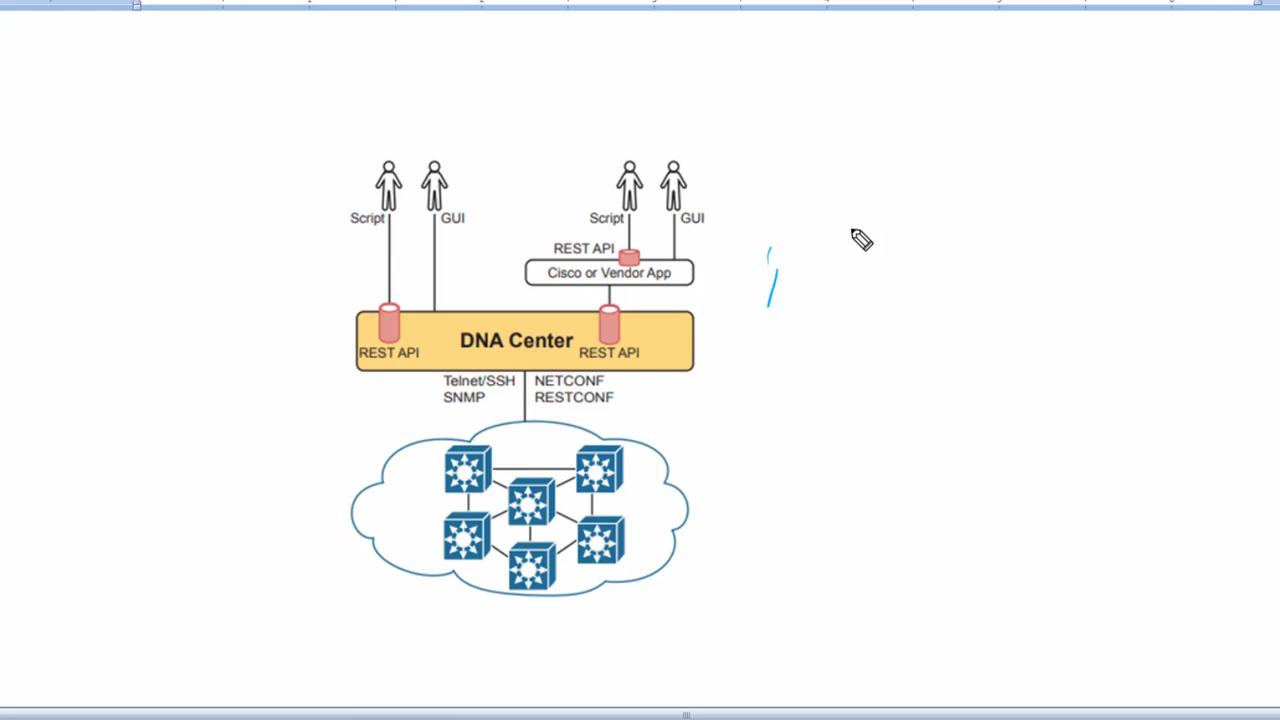 Script GUI Script GUI
REST API
Cisco or Vendor App
DNA Center
REST API REST API
Telnet/SSH NETCONF
SNMP RESTCONF